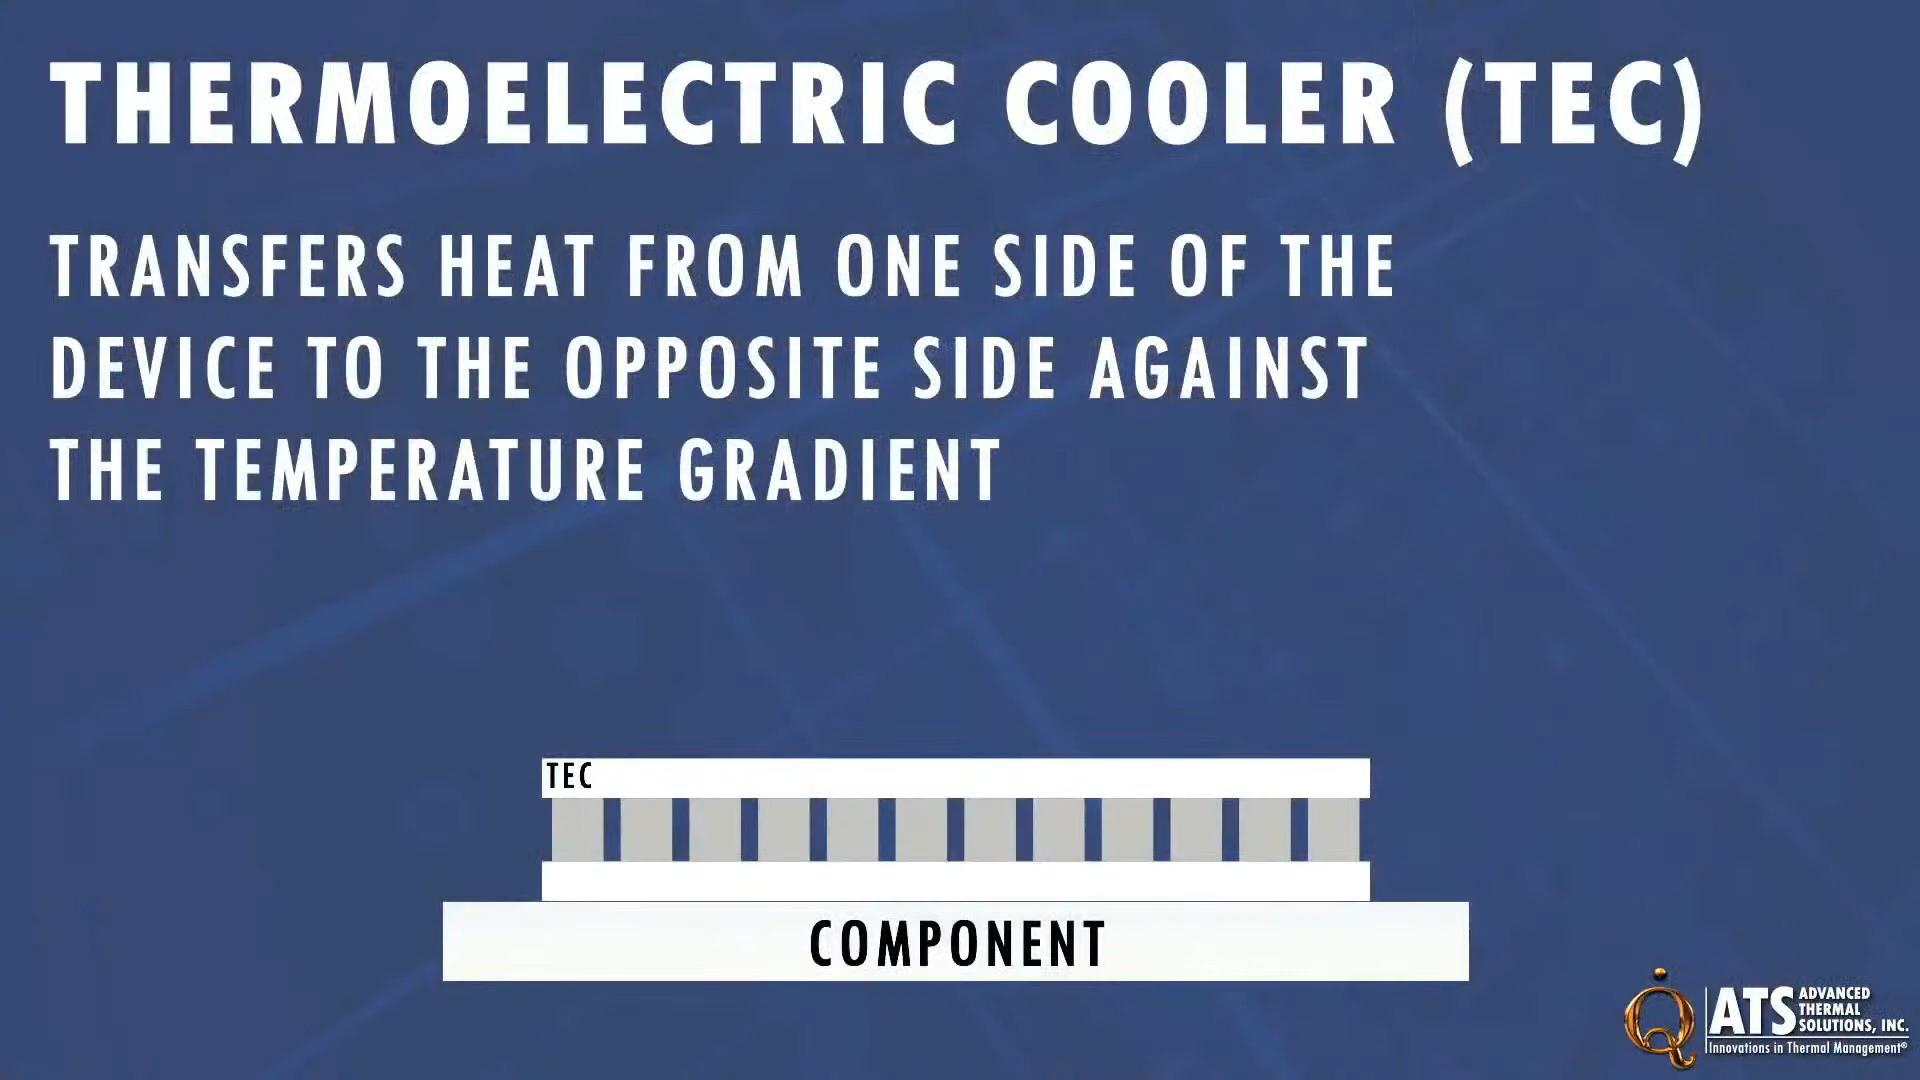 THERMOELECTRIC COOLER (TEC)
TRANSFERS HEAT FROM ONE SIDE OF THE
DEVICE TO THE OPPOSITE SIDE AGAINST
THE TEMPERATURE GRADIENT
TEC
COMPONENT
ATS ADVANCED
THERMAL
SOLUTIONS, INC.
Innovations in Thermal Management®